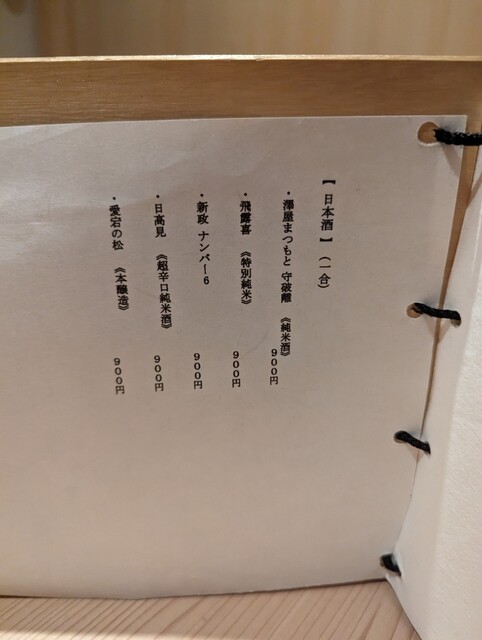 【 日本酒 】（一合）
・澤屋まつもと 守破離 《純米酒》 ９００円
・飛露喜 《特別純米》 ９００円
・新政 ナンバー６ ９００円
・日高見 《超辛口純米酒》 ９００円
・愛宕の松 《本醸造》 ９００円